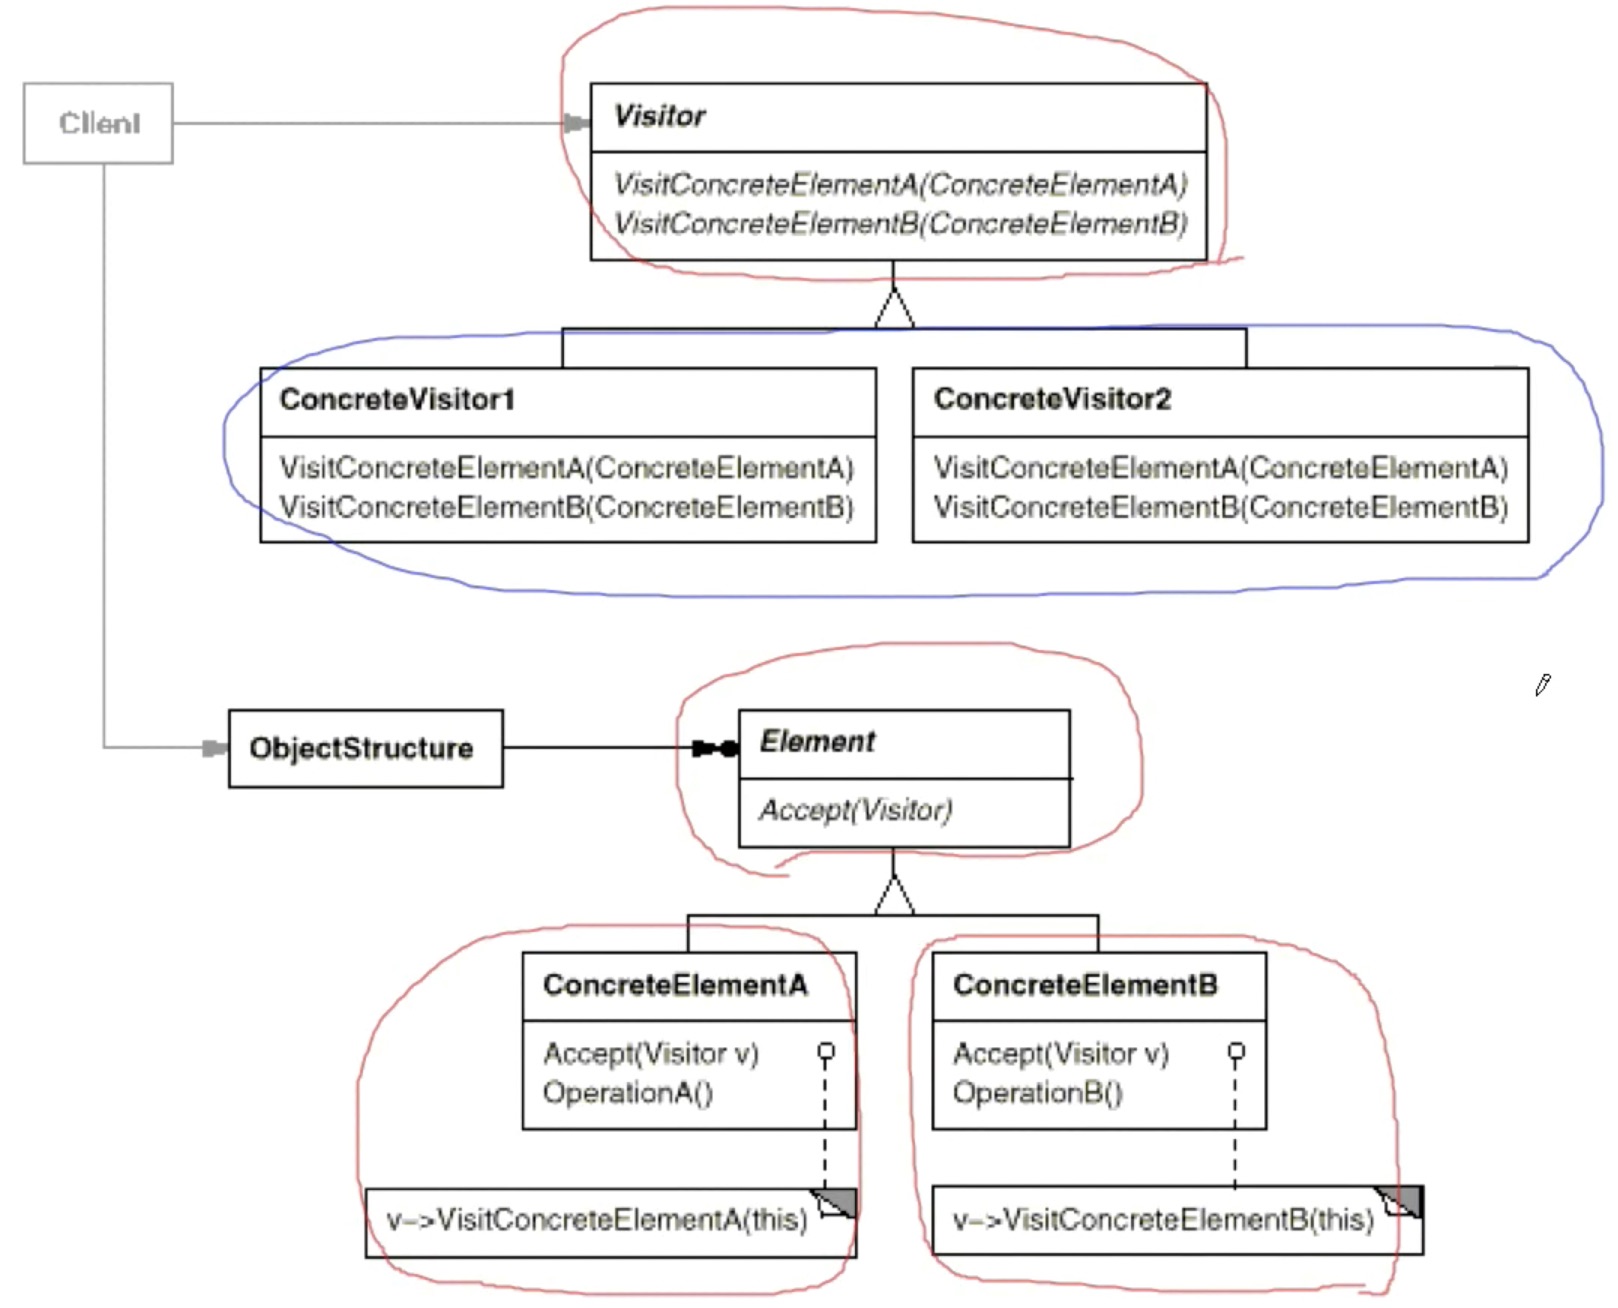 Client
Visitor
VisitConcreteElementA(ConcreteElementA)
VisitConcreteElementB(ConcreteElementB)
ConcreteVisitor1
VisitConcreteElementA(ConcreteElementA)
VisitConcreteElementB(ConcreteElementB)
ConcreteVisitor2
VisitConcreteElementA(ConcreteElementA)
VisitConcreteElementB(ConcreteElementB)
ObjectStructure
Element
Accept(Visitor)
ConcreteElementA
Accept(Visitor v)
OperationA()
v->VisitConcreteElementA(this)
ConcreteElementB
Accept(Visitor v)
OperationB()
v->VisitConcreteElementB(this)